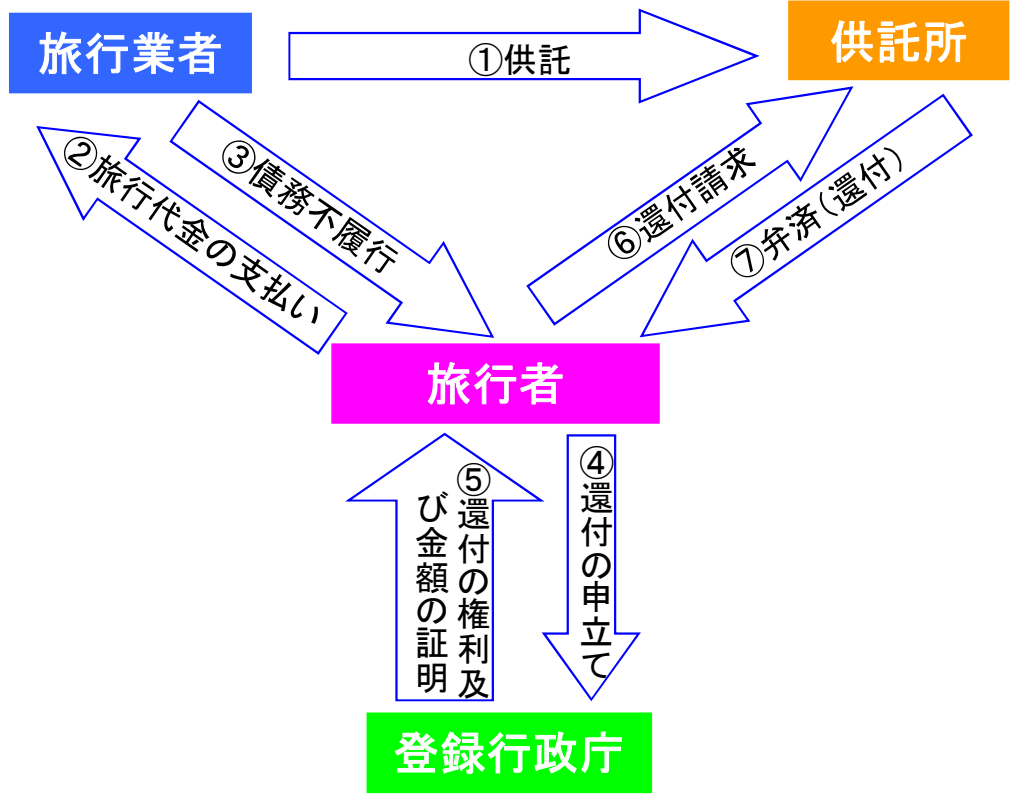 旅行業者
①供託
供託所
②旅行代金の支払い
③債務不履行
⑥還付請求
⑦弁済(還付)
旅行者
④還付の申立て
⑤還付の権利及
び金額の証明
登録行政庁